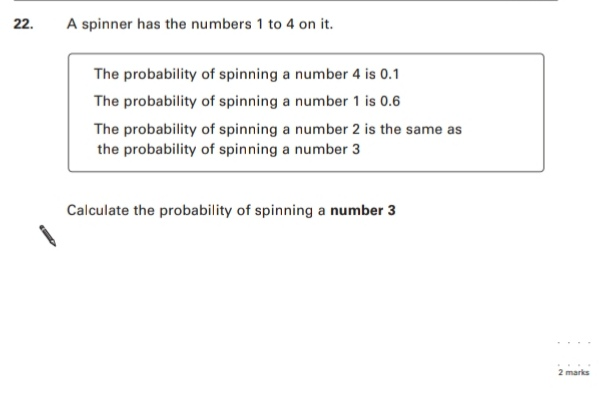 22. A spinner has the numbers 1 to 4 on it.
The probability of spinning a number 4 is 0.1
The probability of spinning a number 1 is 0.6
The probability of spinning a number 2 is the same as
the probability of spinning a number 3
Calculate the probability of spinning a number 3
2 marks